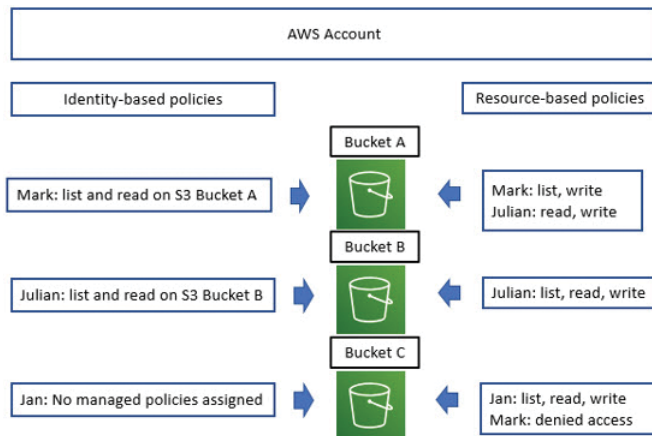 AWS Account
Identity-based policies
Resource-based policies
Bucket A
Mark: list and read on S3 Bucket A
Mark: list, write
Julian: read, write
Bucket B
Julian: list and read on S3 Bucket B
Julian: list, read, write
Bucket C
Jan: No managed policies assigned
Jan: list, read, write
Mark: denied access